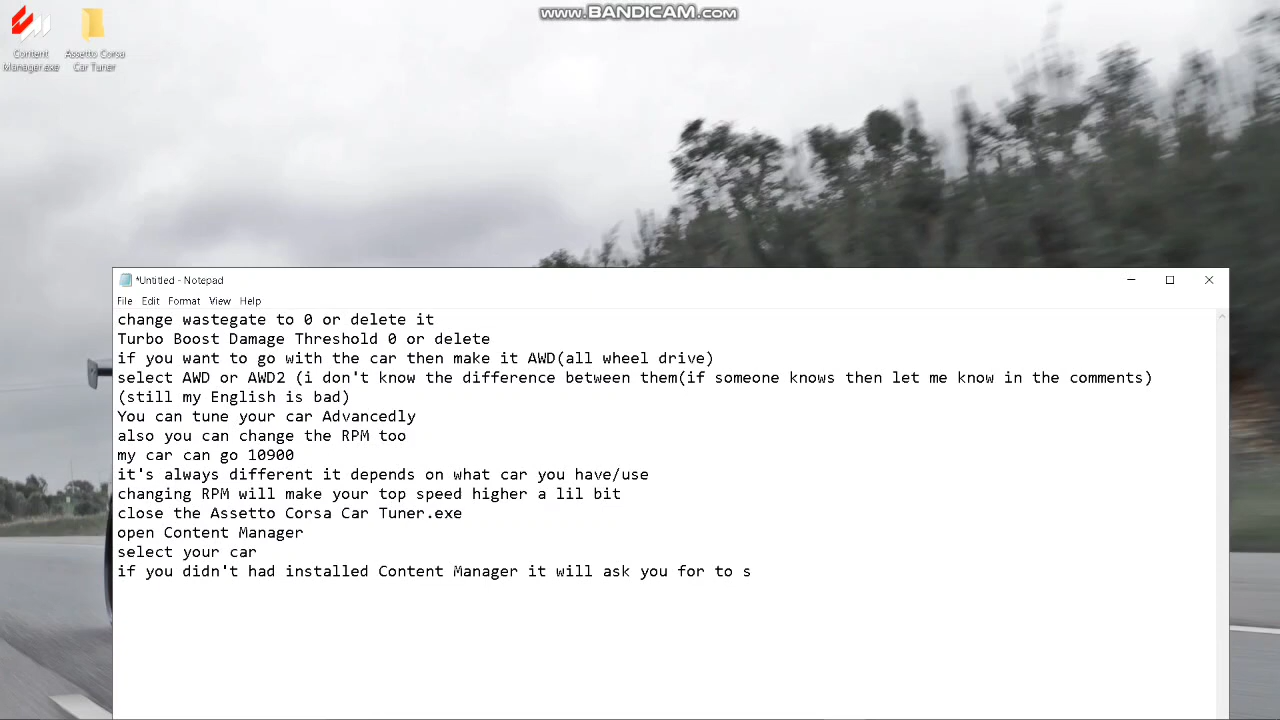 www.BANDICAM.com
Content
Manager.exe
Assetto Corsa
Car Tuner
*Untitled - Notepad
File Edit Format View Help
change wastegate to 0 or delete it
Turbo Boost Damage Threshold 0 or delete
if you want to go with the car then make it AWD(all wheel drive)
select AWD or AWD2 (i don't know the difference between them(if someone knows then let me know in the comments)
(still my English is bad)
You can tune your car Advancedly
also you can change the RPM too
my car can go 10900
it's always different it depends on what car you have/use
changing RPM will make your top speed higher a lil bit
close the Assetto Corsa Car Tuner.exe
open Content Manager
select your car
if you didn't had installed Content Manager it will ask you for to s